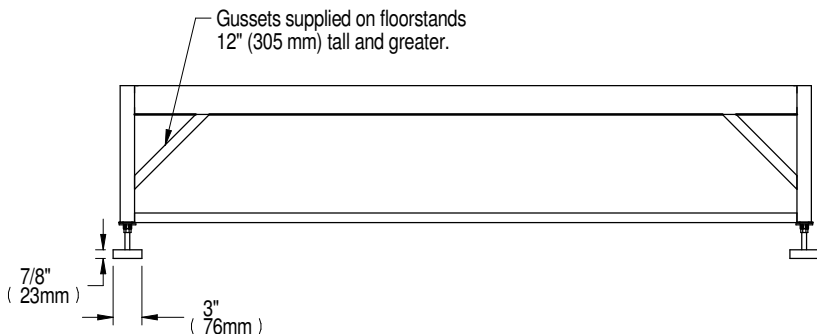 Gussets supplied on floorstands
12" (305 mm) tall and greater.
7/8"
( 23mm )
3"
( 76mm )